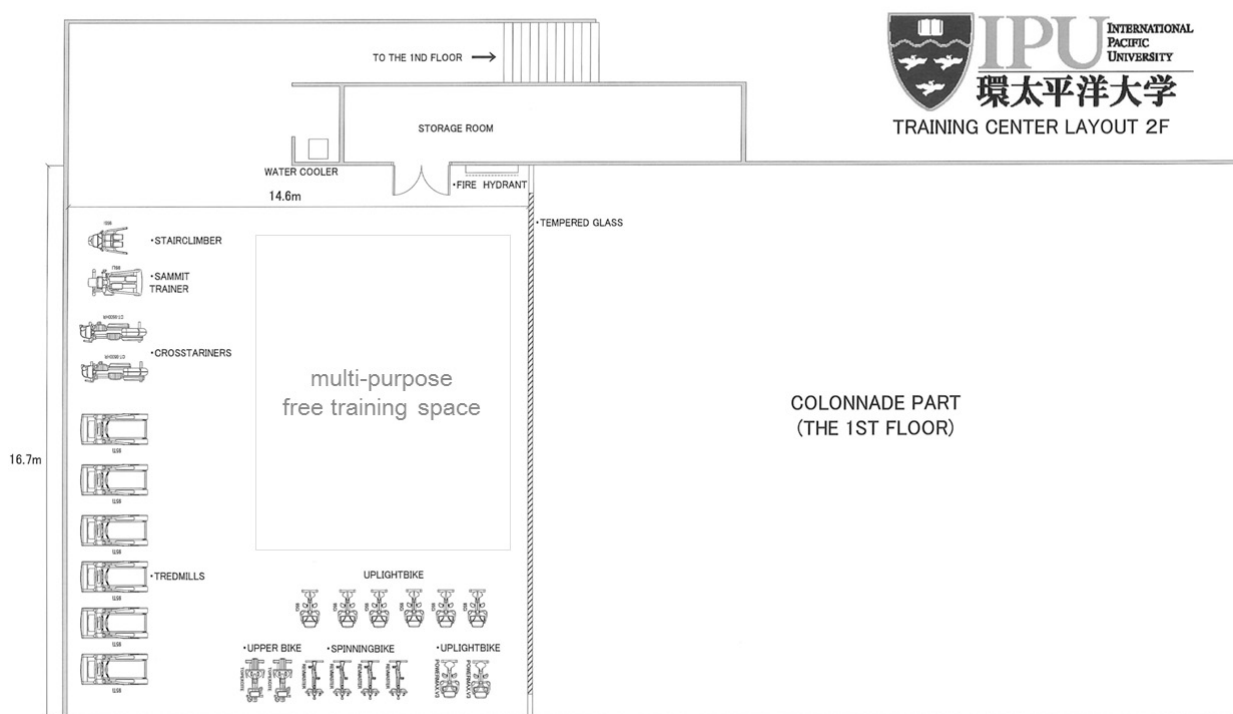 IPU INTERNATIONAL
PACIFIC
UNIVERSITY
環太平洋大学
TRAINING CENTER LAYOUT 2F
TO THE 1ND FLOOR →
STORAGE ROOM
WATER COOLER
・FIRE HYDRANT
14.6m
・TEMPERED GLASS
・STAIRCLIMBER
・SAMMIT
TRAINER
・CROSSTARINERS
multi-purpose
free training space
COLONNADE PART
(THE 1ST FLOOR)
16.7m
・TREDMILLS
UPLIGHTBIKE
・UPPER BIKE
・SPINNINGBIKE
・UPLIGHTBIKE
POWERMAXV3
POWERMAXV3